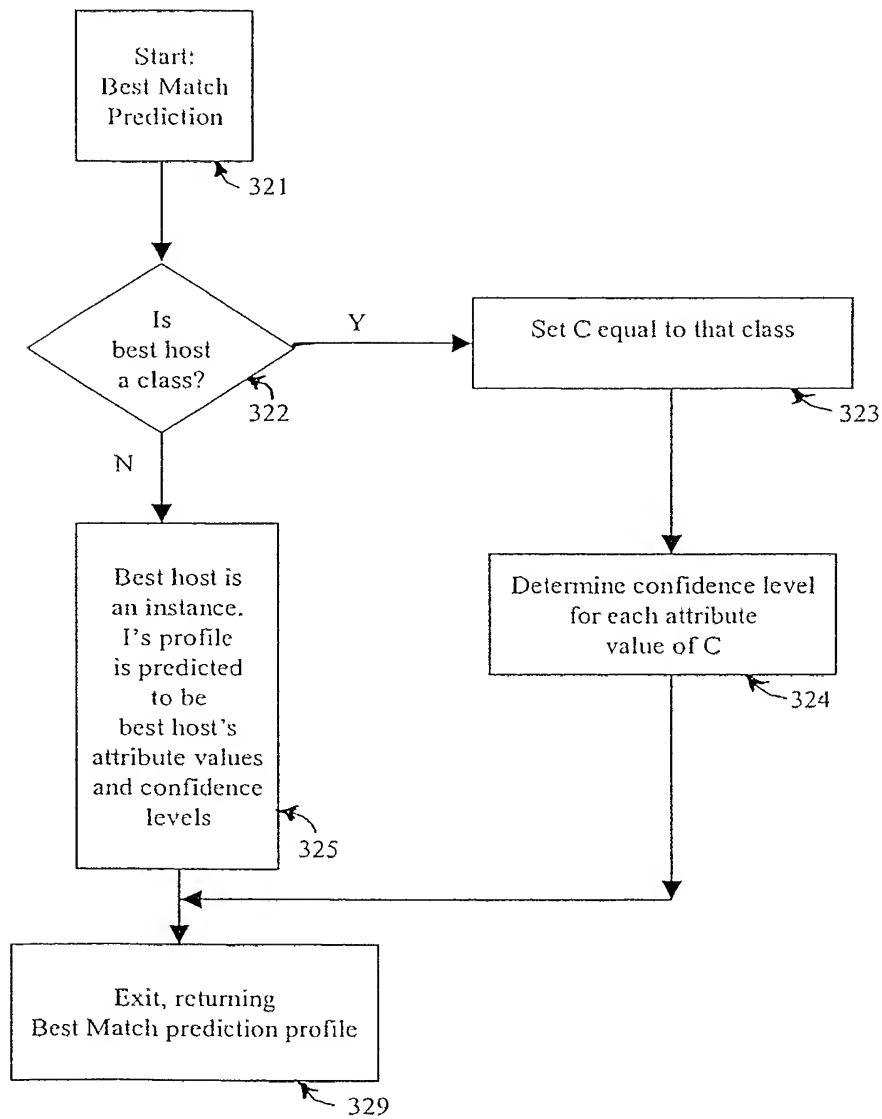 Start:
Best Match
Prediction
321
Is
best host
a class?
322
Y
N
Set C equal to that class
323
Determine confidence level
for each attribute
value of C
324
Best host is
an instance.
I's profile
is predicted
to be
best host's
attribute values
and confidence
levels
325
Exit, returning
Best Match prediction profile
329